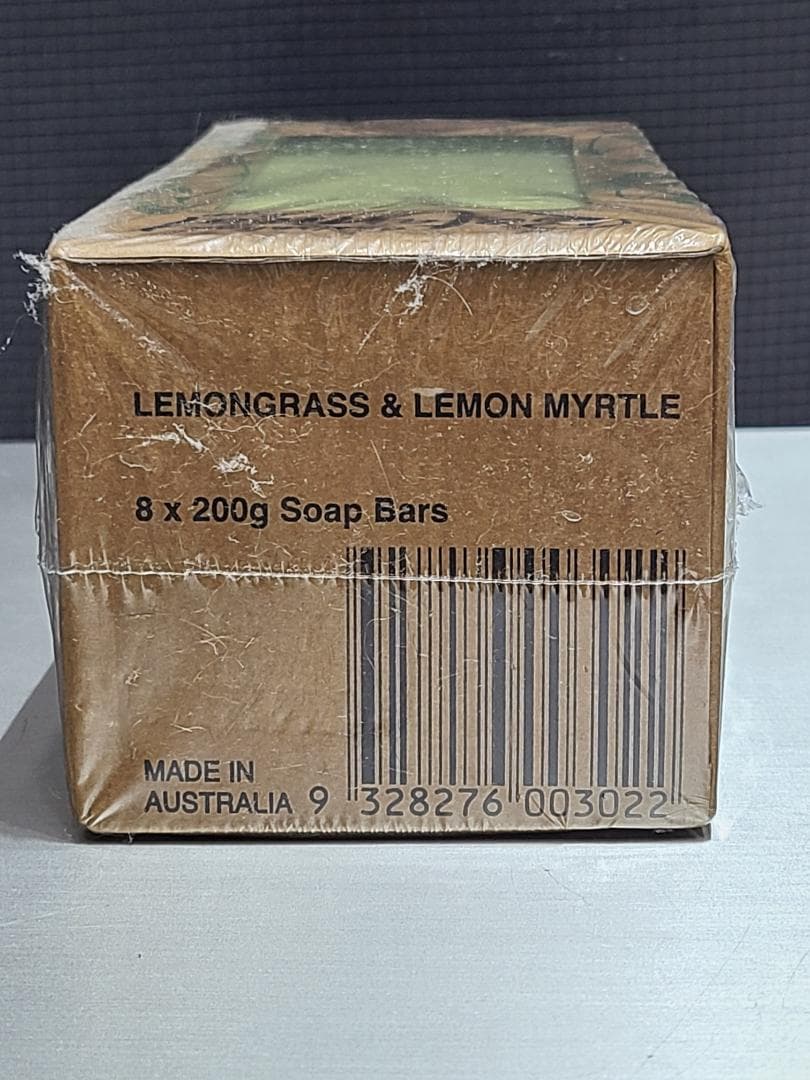 LEMONGRASS & LEMON MYRTLE
8 x 200g Soap Bars
MADE IN
AUSTRALIA
9 328276 003022